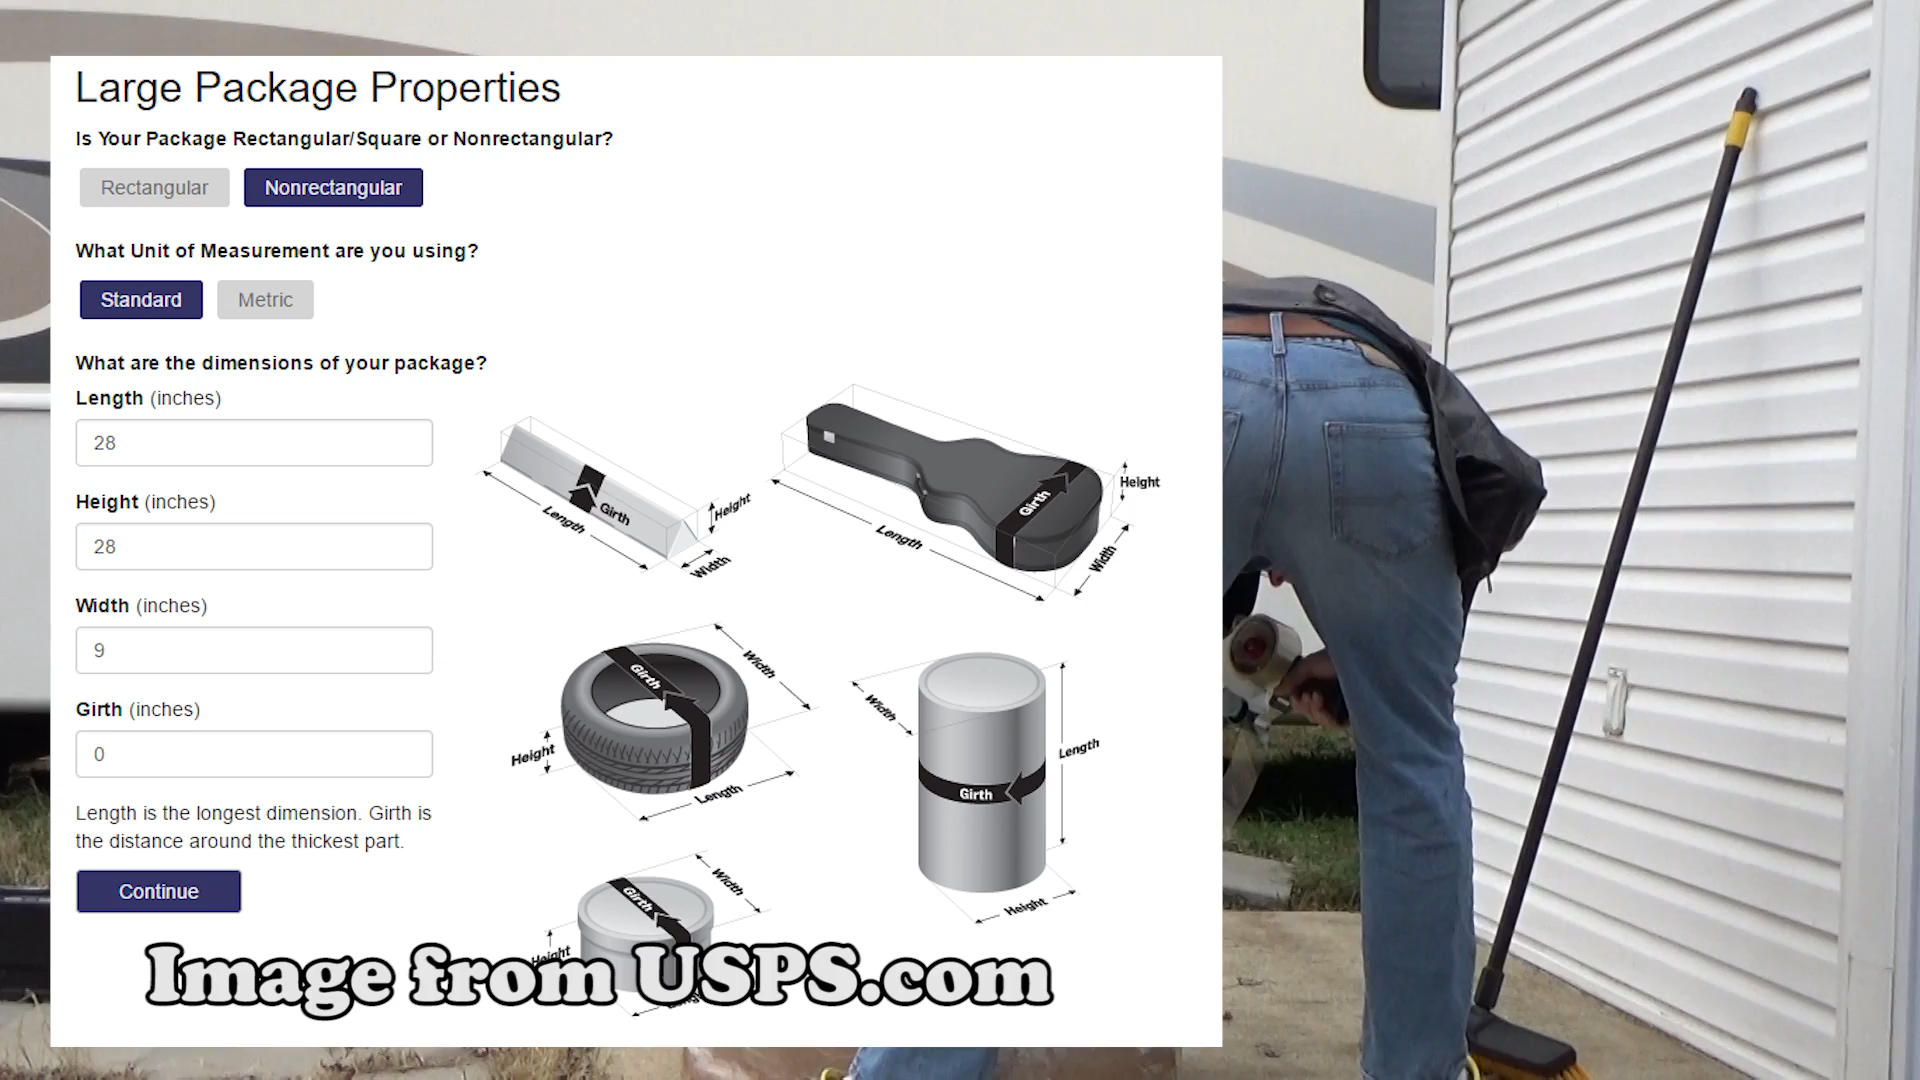 Large Package Properties
Is Your Package Rectangular/Square or Nonrectangular?
Rectangular Nonrectangular
What Unit of Measurement are you using?
Standard Metric
What are the dimensions of your package?
Length (inches)
28
Height (inches)
28
Width (inches)
9
Girth (inches)
0
Length is the longest dimension. Girth is
the distance around the thickest part.
Continue
Length
Girth
Height
Width
Length
Girth
Height
Width
Girth
Width
Height
Length
Width
Length
Girth
Height
Girth
Width
Height
Length
Image from USPS.com